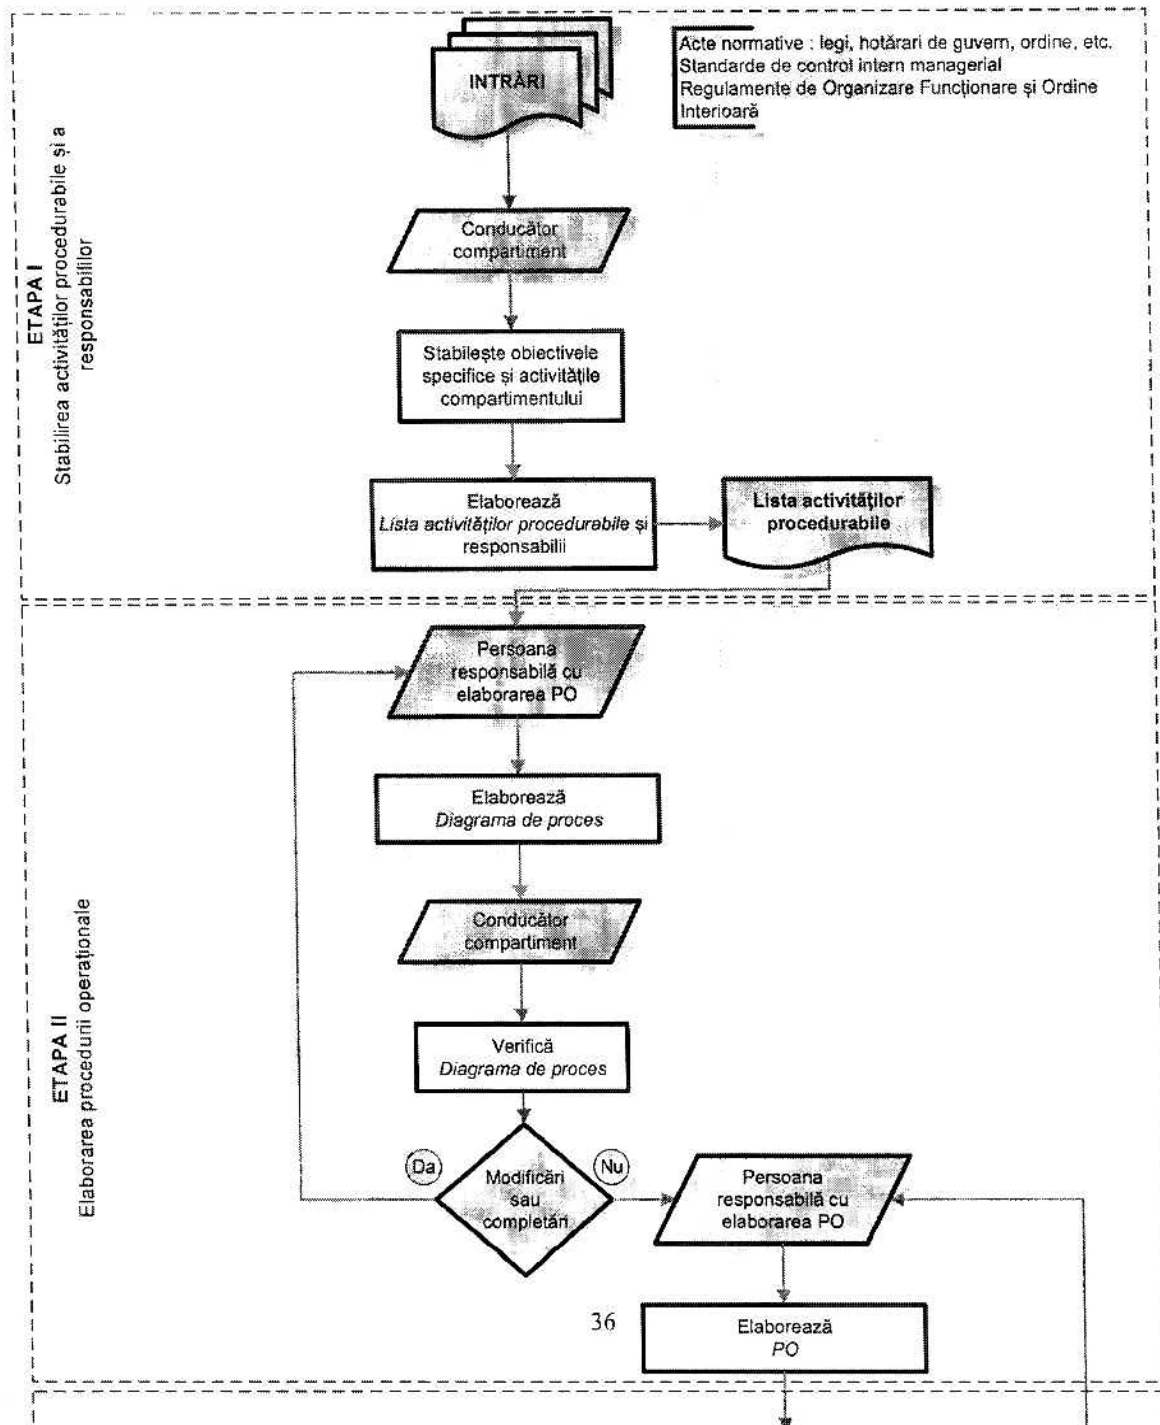 INTRĂRI
Acte normative : legi, hotărari de guvern, ordine, etc.
Standarde de control intern managerial
Regulamente de Organizare Funcționare și Ordine
Interioară
ETAPA I
Stabilirea activităților procedurabile și a
responsabililor
Conducător
compartiment
Stabilește obiectivele
specifice și activitățile
compartimentului
Elaborează
Lista activităților procedurabile și
responsabilii
Lista activităților
procedurabile
ETAPA II
Elaborarea procedurii operaționale
Persoana
responsabilă cu
elaborarea PO
Elaborează
Diagrama de proces
Conducător
compartiment
Verifică
Diagrama de proces
Da
Modificări
sau
completări
Nu
Persoana
responsabilă cu
elaborarea PO
36
Elaborează
PO